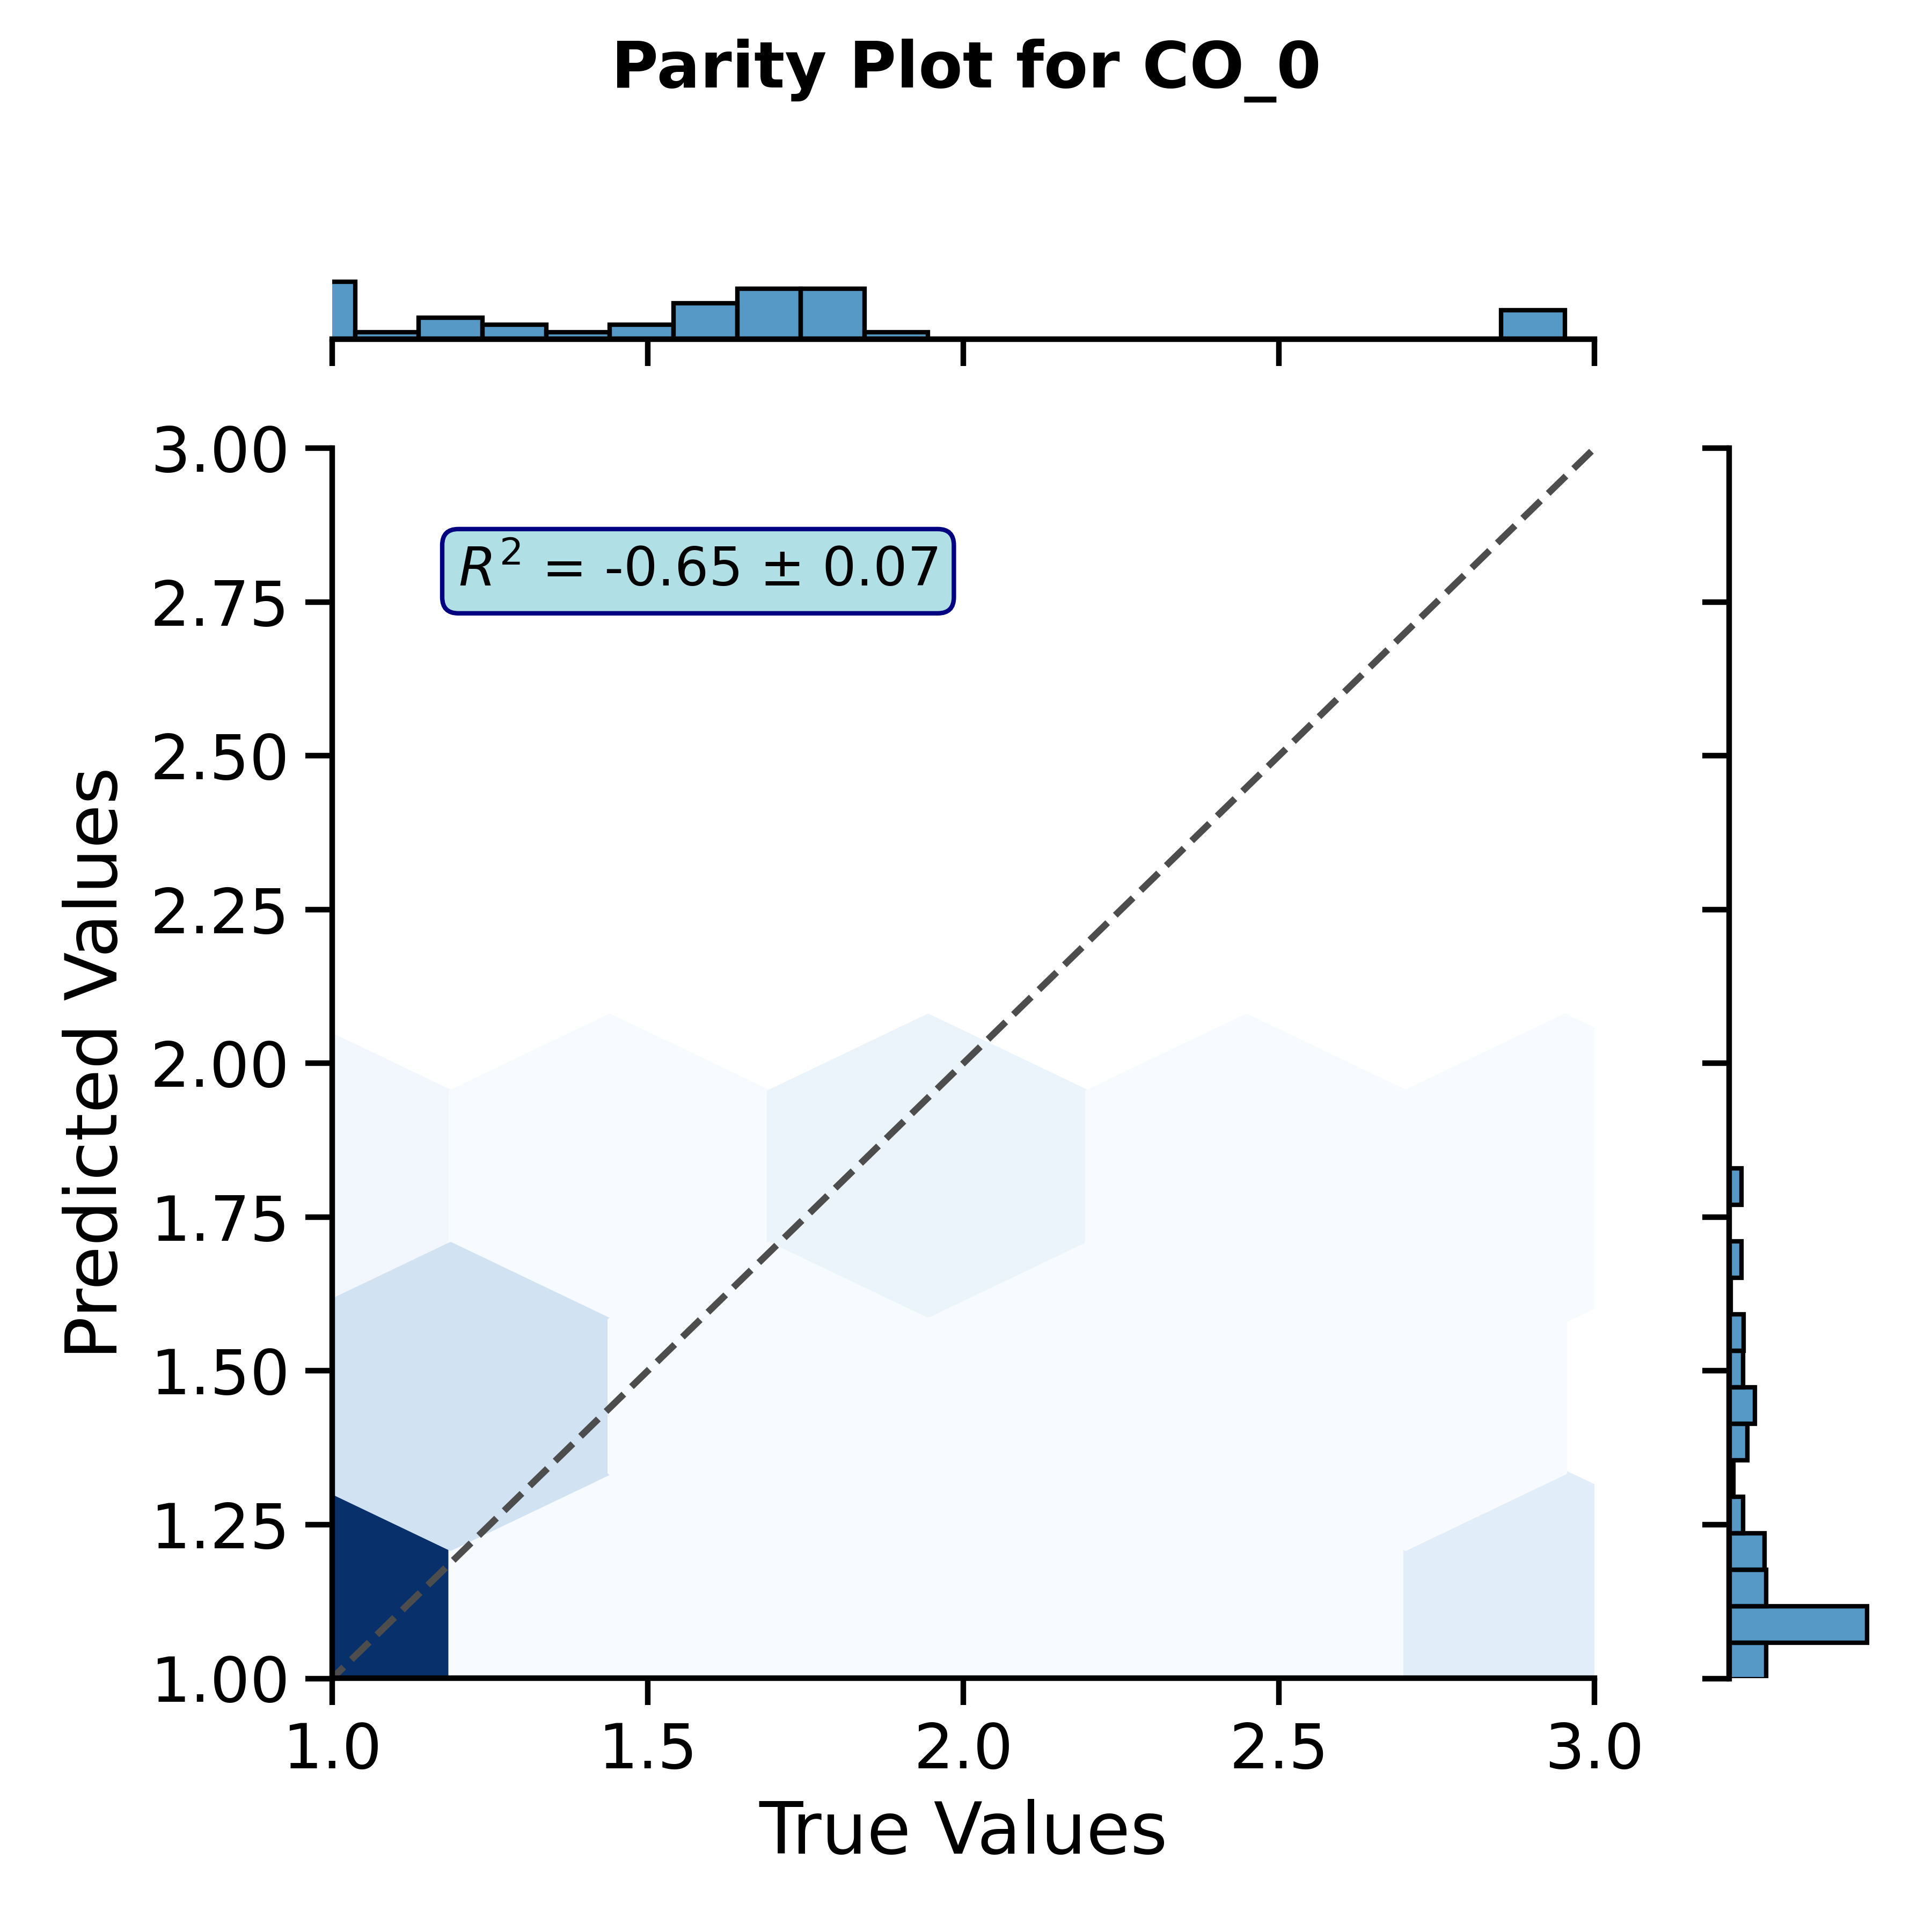 Parity Plot for CO_0
R² = -0.65 ± 0.07
Predicted Values
3.00
2.75
2.50
2.25
2.00
1.75
1.50
1.25
1.00
1.0 1.5 2.0 2.5 3.0
True Values